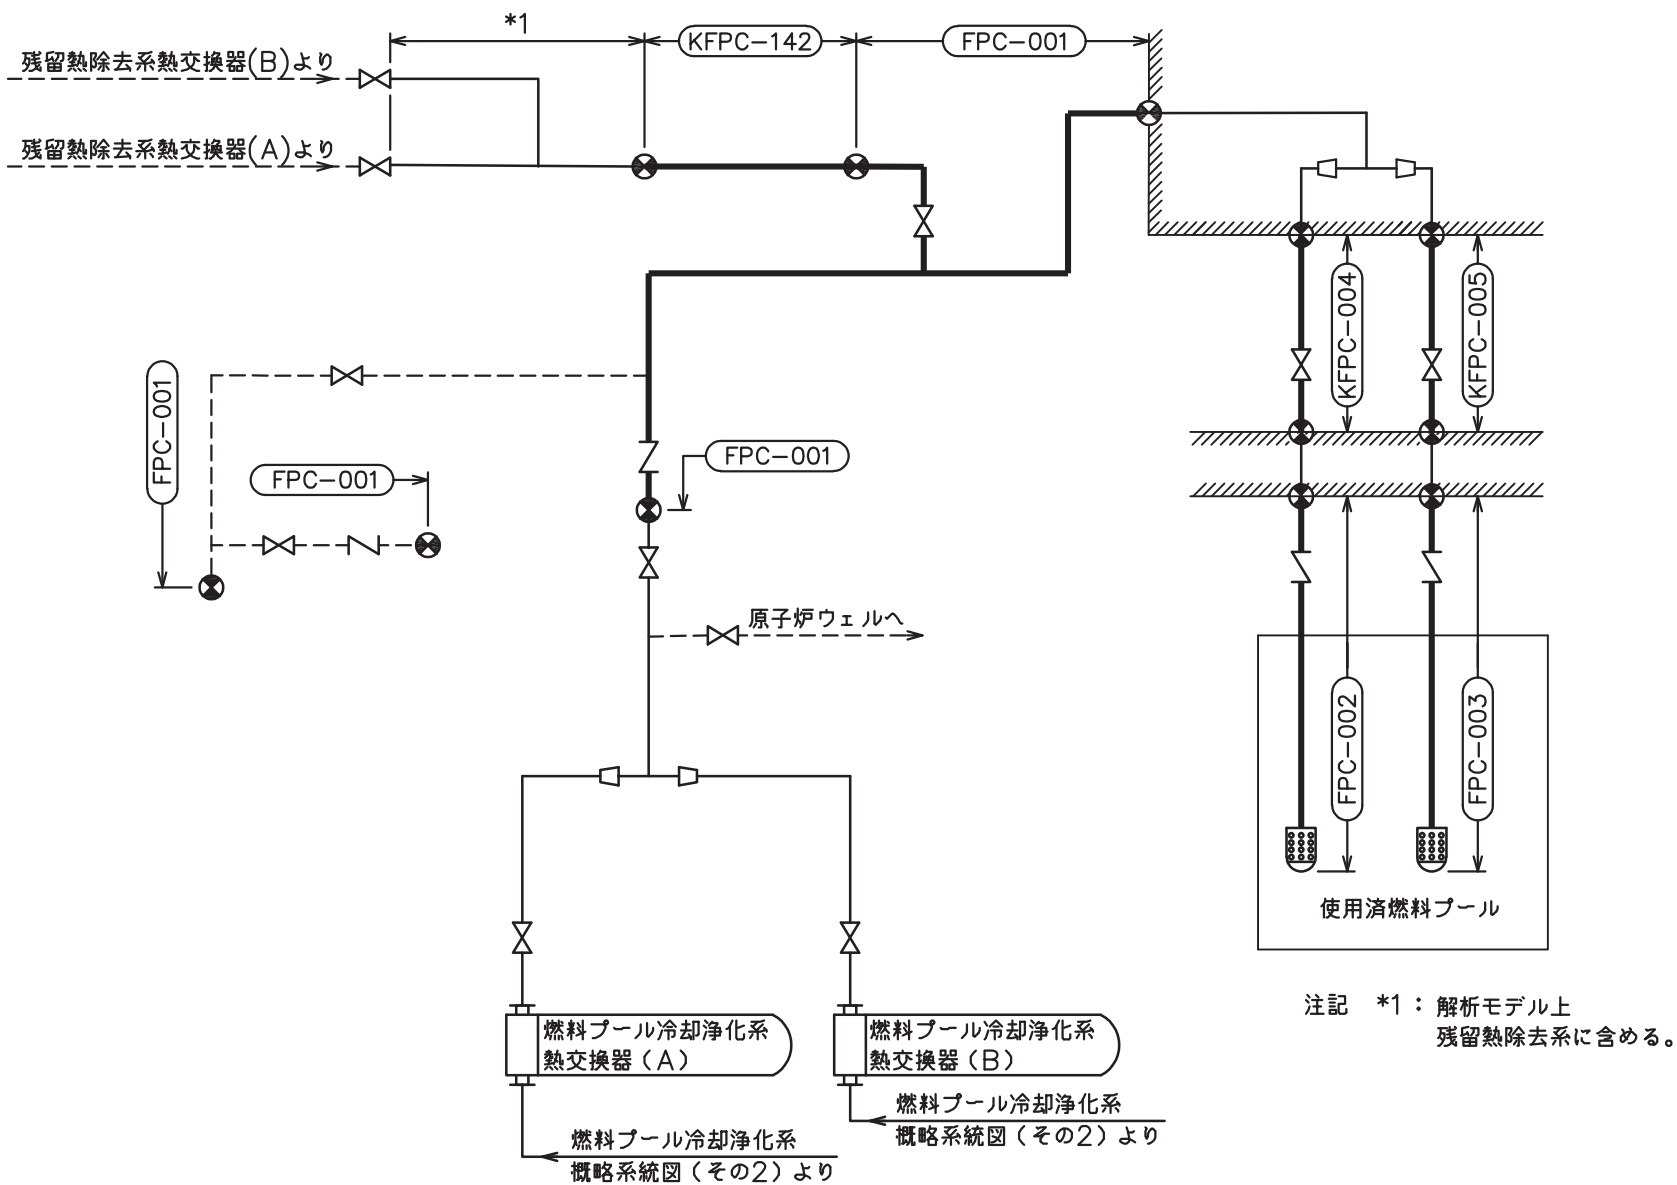 *1
KFPC-142
FPC-001
残留熱除去系熱交換器(B)より
残留熱除去系熱交換器(A)より
KFPC-004
KFPC-005
FPC-001
FPC-001
FPC-001
原子炉ウェルへ
FPC-002
FPC-003
使用済燃料プール
注記 *1 : 解析モデル上
残留熱除去系に含める。
燃料プール冷却浄化系
熱交換器(A)
燃料プール冷却浄化系
熱交換器(B)
燃料プール冷却浄化系
概略系統図(その2)より
燃料プール冷却浄化系
概略系統図(その2)より